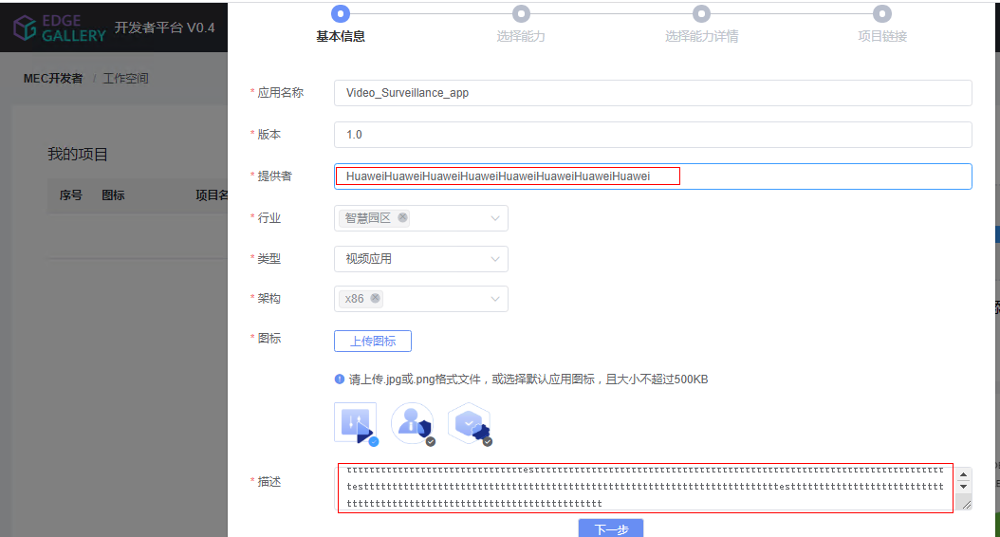 EDGE
GALLERY
开发者平台 V0.4
基本信息
选择能力
选择能力详情
项目链接
MEC开发者 / 工作空间
* 应用名称
Video_Surveillance_app
* 版本
1.0
我的项目
* 提供者
HuaweiHuaweiHuaweiHuaweiHuaweiHuaweiHuaweiHuawei
序号 图标 项目名
* 行业
智慧园区
* 类型
视频应用
* 架构
x86
* 图标
上传图标
请上传.jpg或.png格式文件，或选择默认应用图标，且大小不超过500KB
* 描述
下一步